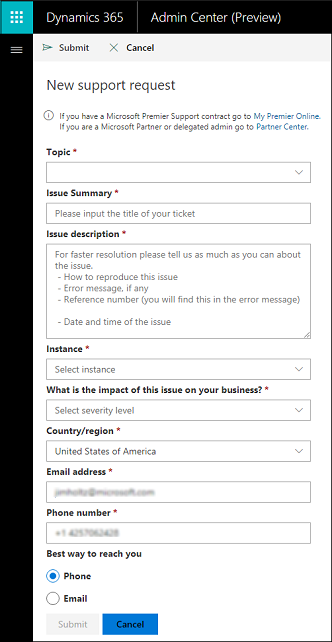 Dynamics 365 Admin Center (Preview)
Submit Cancel
New support request
If you have a Microsoft Premier Support contract go to My Premier Online.
If you are a Microsoft Partner or delegated admin go to Partner Center.
Topic *
Issue Summary *
Please input the title of your ticket
Issue description *
For faster resolution please tell us as much as you can about
the issue.
- How to reproduce this issue
- Error message, if any
- Reference number (you will find this in the error message)
- Date and time of the issue
Instance *
Select instance
What is the impact of this issue on your business? *
Select severity level
Country/region *
United States of America
Email address *
Phone number *
Best way to reach you
Phone
Email
Submit Cancel